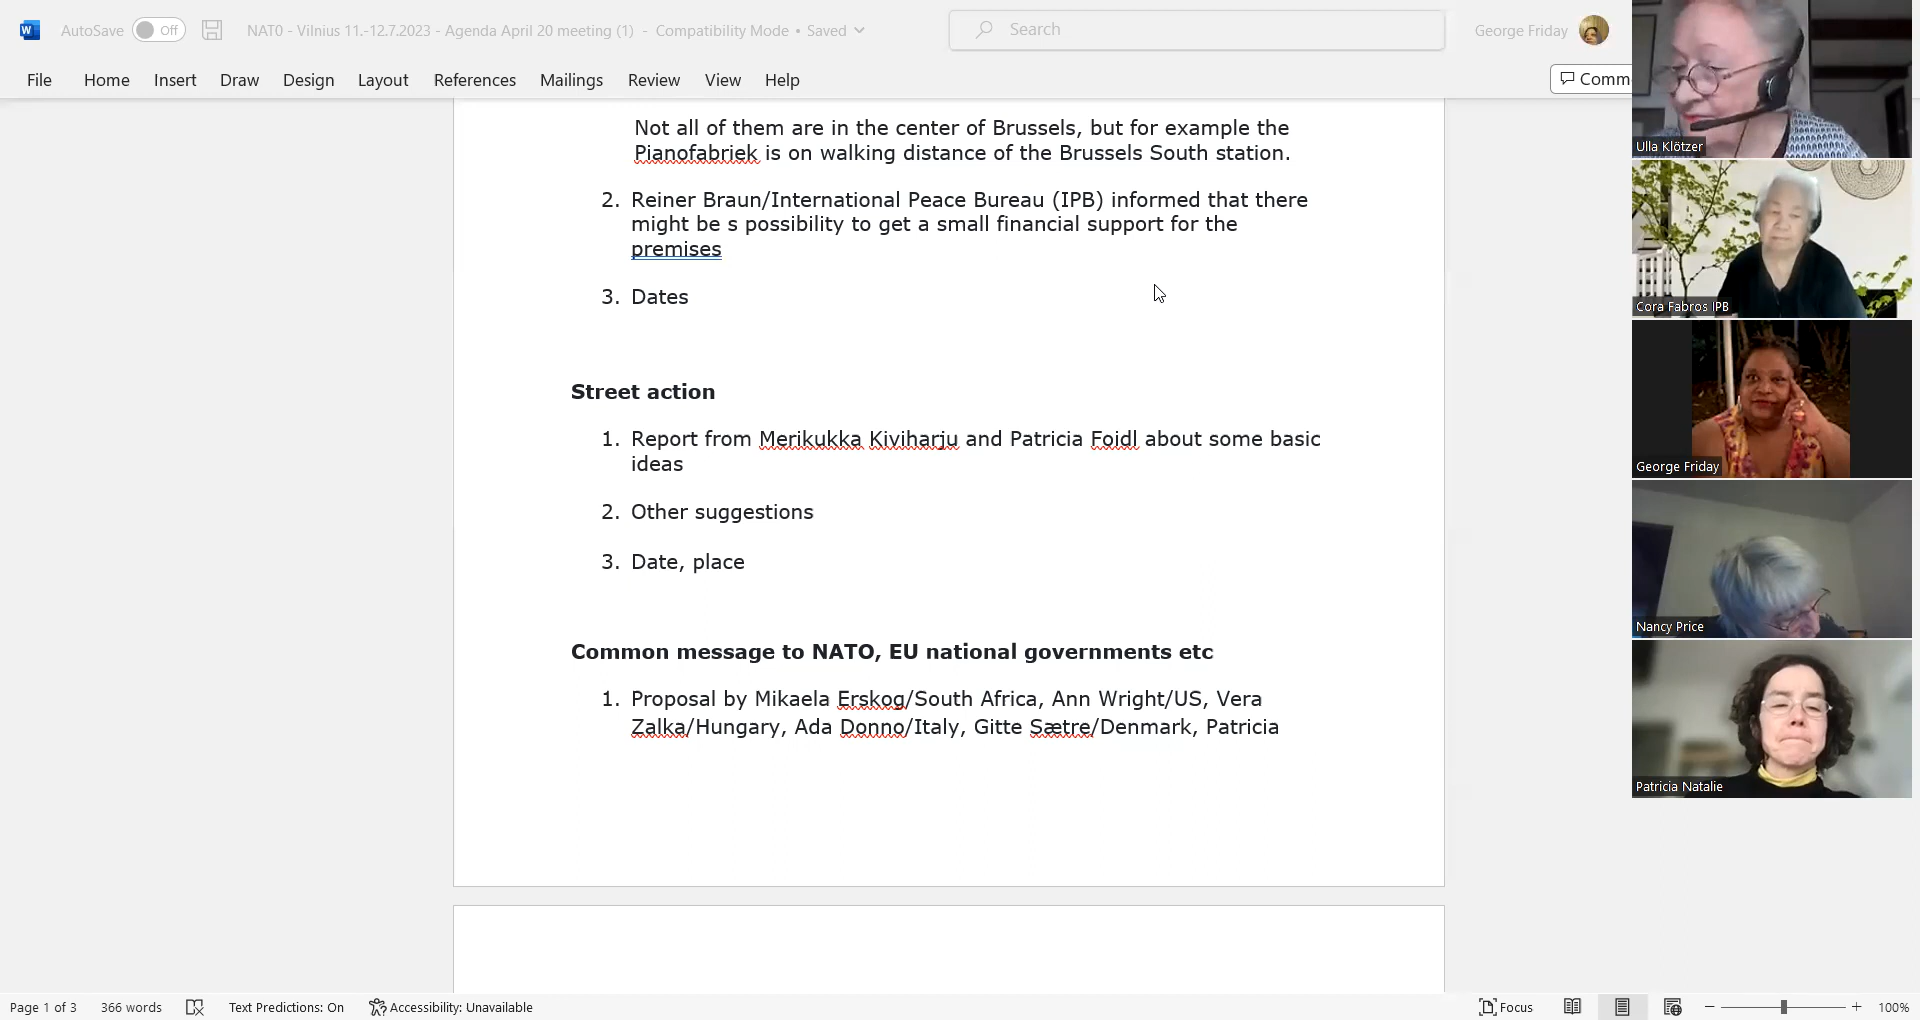 AutoSave Off NAT0 - Vilnius 11.-12.7.2023 - Agenda April 20 meeting (1) - Compatibility Mode • Saved Search George Friday
File Home Insert Draw Design Layout References Mailings Review View Help Comm
Not all of them are in the center of Brussels, but for example the
Pianofabriek is on walking distance of the Brussels South station.
2. Reiner Braun/International Peace Bureau (IPB) informed that there
might be s possibility to get a small financial support for the
premises
3. Dates
Street action
1. Report from Merikukka Kiviharju and Patricia Foidl about some basic
ideas
2. Other suggestions
3. Date, place
Common message to NATO, EU national governments etc
1. Proposal by Mikaela Erskog/South Africa, Ann Wright/US, Vera
Zalka/Hungary, Ada Donno/Italy, Gitte Sætre/Denmark, Patricia
Ulla Klötzer
Cora Fabros IPB
George Friday
Nancy Price
Patricia Natalie
Page 1 of 3 366 words Text Predictions: On Accessibility: Unavailable Focus 100%